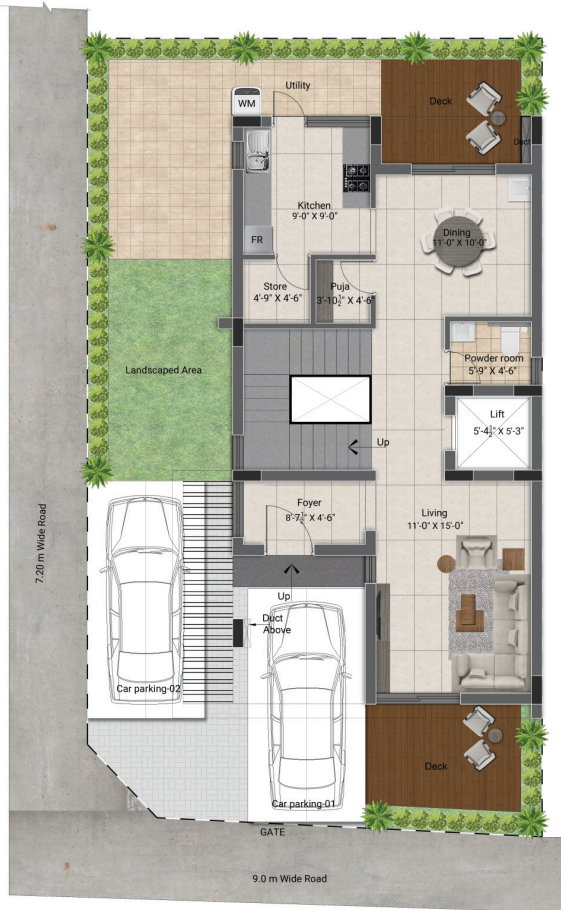 Utility
WM
Deck
Duct
Kitchen
9'-0" X 9'-0"
Dining
11'-0" X 10'-0"
FR
Store
4'-9" X 4'-6"
Puja
3'-10½" X 4'-6"
Powder room
5'-9" X 4'-6"
Landscaped Area
Lift
5'-4½" X 5'-3"
Up
Foyer
8'-7½" X 4'-6"
Living
11'-0" X 15'-0"
7.20 m Wide Road
Up
Duct
Above
Car parking-02
Deck
Car parking-01
GATE
9.0 m Wide Road